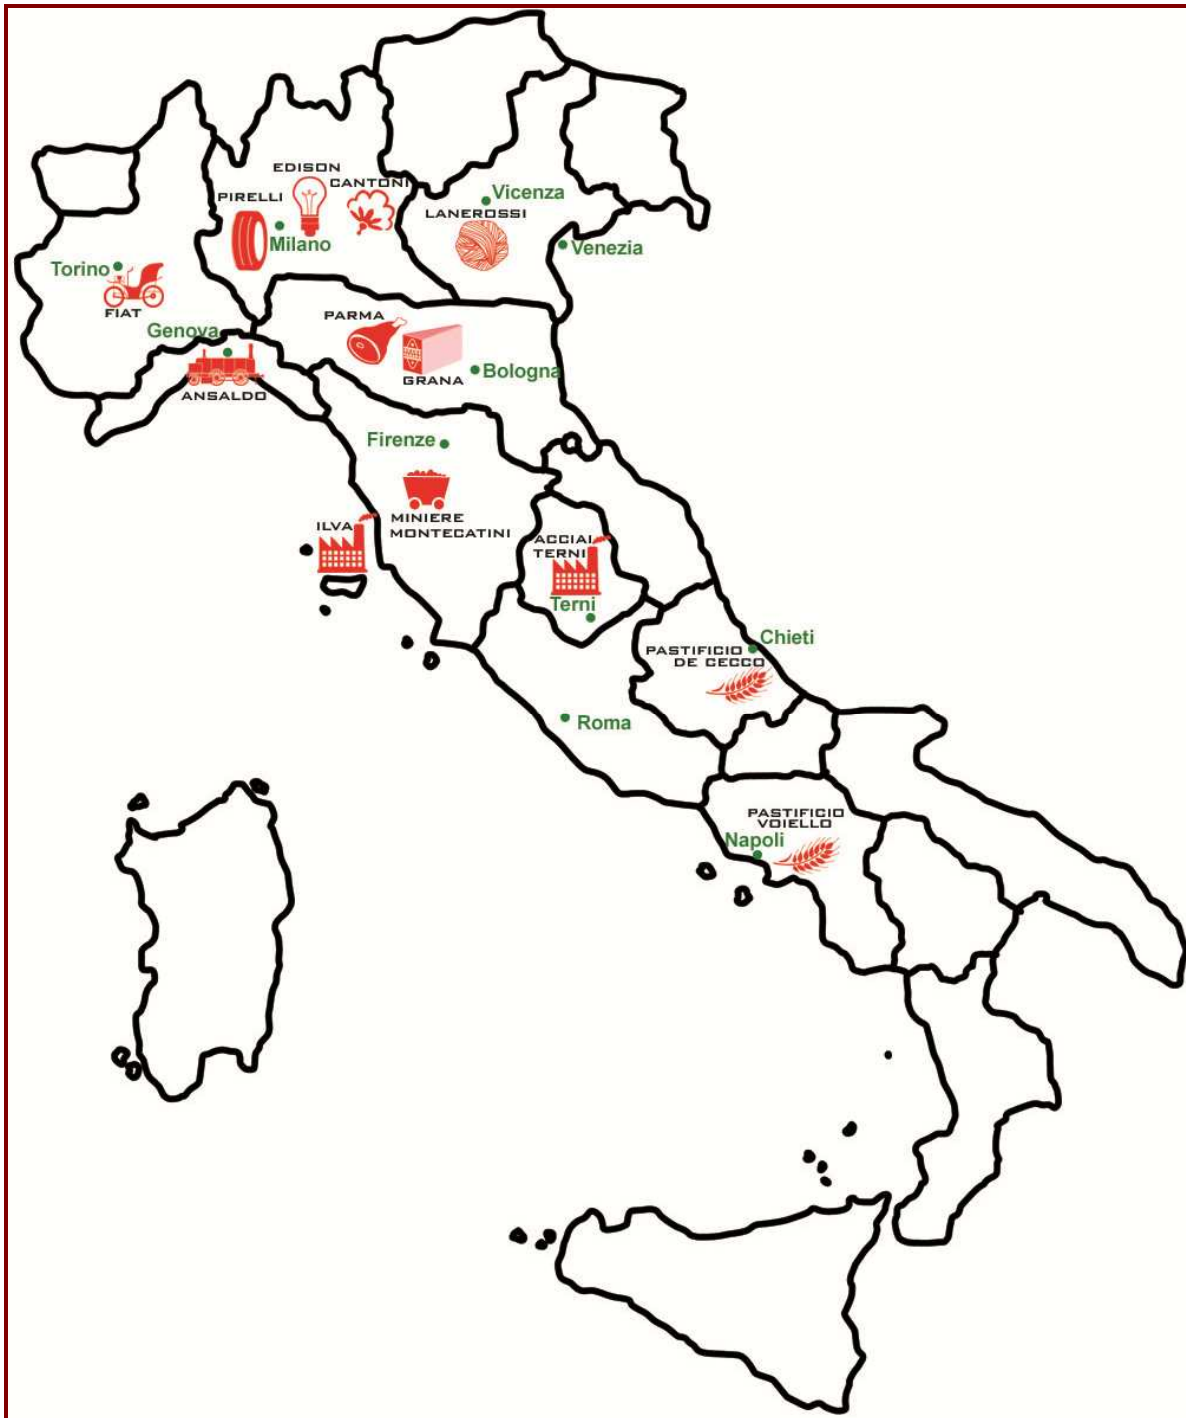 EDISON
CANTONI
PIRELLI
Vicenza
LANEROSSI
Milano
Venezia
Torino
FIAT
PARMA
Genova
GRANA
Bologna
ANSALDO
Firenze
ILVA
MINIERE
MONTECATINI
ACCIAI
TERNI
Terni
Chieti
PASTIFICIO
DE CECCO
Roma
PASTIFICIO
VOIELLO
Napoli